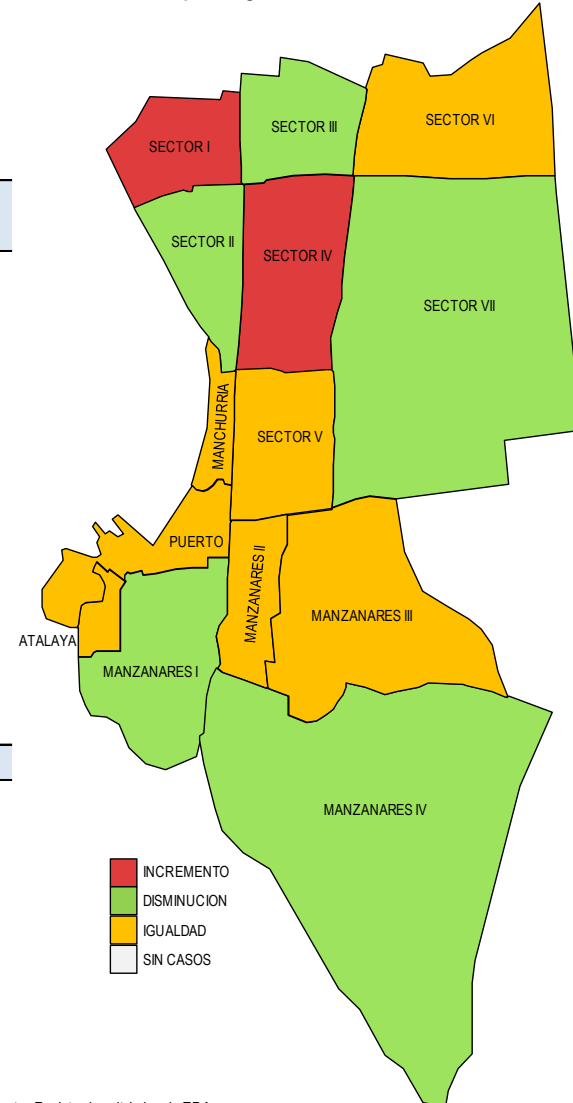 SECTOR VI
SECTOR III
SECTOR I
SECTOR II
SECTOR IV
SECTOR VII
MANCHURRIA
SECTOR V
PUERTO
MANZANARES II
MANZANARES III
ATALAYA
MANZANARES I
MANZANARES IV
INCREMENTO
DISMINUCION
IGUALDAD
SIN CASOS